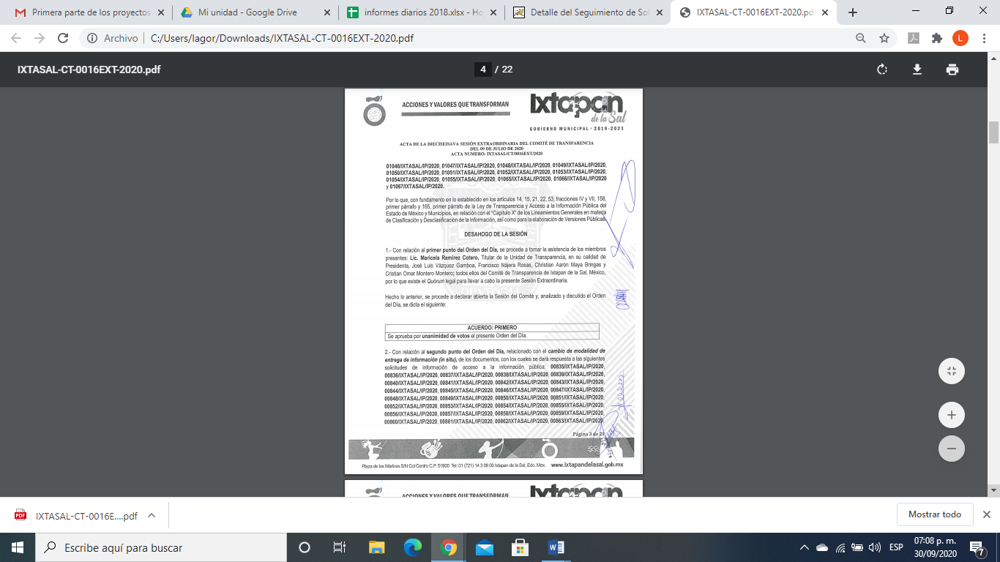 Primera parte de los proyectos
Mi unidad - Google Drive
informes diarios 2018.xlsx - Ho
Detalle del Seguimiento de Sol
IXTASAL-CT-0016EXT-2020.pdf
Archivo
C:/Users/lagor/Downloads/IXTASAL-CT-0016EXT-2020.pdf
L
IXTASAL-CT-0016EXT-2020.pdf
4 / 22
ACCIONES Y VALORES QUE TRANSFORMAN
Ixtapan
de la Sal
GOBIERNO MUNICIPAL · 2019-2021
ACTA DE LA DIECISEISAVA SESIÓN EXTRAORDINARIA DEL COMITÉ DE TRANSPARENCIA
DEL 09 DE JULIO DE 2020
ACTA NUMERO: IXTASAL/CT/0016EXT/2020
01046/IXTASAL/IP/2020, 01047/IXTASAL/IP/2020, 01048/IXTASAL/IP/2020, 01049/IXTASAL/IP/2020,
01050/IXTASAL/IP/2020, 01051/IXTASAL/IP/2020, 01052/IXTASAL/IP/2020, 01053/IXTASAL/IP/2020,
01054/IXTASAL/IP/2020, 01055/IXTASAL/IP/2020, 01065/IXTASAL/IP/2020, 01066/IXTASAL/IP/2020
y 01067/IXTASAL/IP/2020.
Por lo que, con fundamento en lo establecido en los artículos 14, 15, 21, 22, 53, fracciones IV y VII, 158,
primer párrafo y 165, primer párrafo de la Ley de Transparencia y Acceso a la Información Pública del
Estado de México y Municipios, en relación con el "Capítulo X" de los Lineamientos Generales en materia
de Clasificación y Desclasificación de la Información, así como para la elaboración de Versiones Públicas.
DESAHOGO DE LA SESIÓN
1.- Con relación al primer punto del Orden del Día, se procede a tomar la asistencia de los miembros
presentes: Lic. Maricela Ramírez Cotero, Titular de la Unidad de Transparencia, en su calidad de
Presidenta, José Luis Vázquez Gamboa, Francisco Nájera Rosas, Christian Aarón Maya Bringas y
Cristian Omar Montero Montero; todos ellos del Comité de Transparencia de Ixtapan de la Sal, México,
por lo que existe el Quórum legal para llevar a cabo la presente Sesión Extraordinaria.
Hecho lo anterior, se procede a declarar abierta la Sesión del Comité y, analizado y discutido el Orden
del Día, se dicta el siguiente:
ACUERDO: PRIMERO
Se aprueba por unanimidad de votos el presente Orden del Día.
2.- Con relación al segundo punto del Orden del Día, relacionado con el cambio de modalidad de
entrega de información (in situ), de los documentos, con los cuales se dará respuesta a las siguientes
solicitudes de información de acceso a la información pública: 00835/IXTASAL/IP/2020,
00836/IXTASAL/IP/2020, 00837/IXTASAL/IP/2020, 00838/IXTASAL/IP/2020, 00839/IXTASAL/IP/2020,
00840/IXTASAL/IP/2020, 00841/IXTASAL/IP/2020, 00842/IXTASAL/IP/2020, 00843/IXTASAL/IP/2020,
00844/IXTASAL/IP/2020, 00845/IXTASAL/IP/2020, 00846/IXTASAL/IP/2020, 00847/IXTASAL/IP/2020,
00848/IXTASAL/IP/2020, 00849/IXTASAL/IP/2020, 00850/IXTASAL/IP/2020, 00851/IXTASAL/IP/2020,
00852/IXTASAL/IP/2020, 00853/IXTASAL/IP/2020, 00854/IXTASAL/IP/2020, 00855/IXTASAL/IP/2020,
00856/IXTASAL/IP/2020, 00857/IXTASAL/IP/2020, 00858/IXTASAL/IP/2020, 00859/IXTASAL/IP/2020,
00860/IXTASAL/IP/2020, 00861/IXTASAL/IP/2020, 00862/IXTASAL/IP/2020, 00863/IXTASAL/IP/2020,
Página 3 de 21
Plaza de los Mártires S/N Col Centro C.P. 51900 Tel: 01 (721) 14 3 06 00 Ixtapan de la Sal, Edo. Mex. www.ixtapandelasal.gob.mx
ACCIONES Y VALORES QUE TRANSFORMAN
Ixtapan
IXTASAL-CT-0016E....pdf
Mostrar todo
Escribe aquí para buscar
ESP
07:08 p. m.
30/09/2020
7